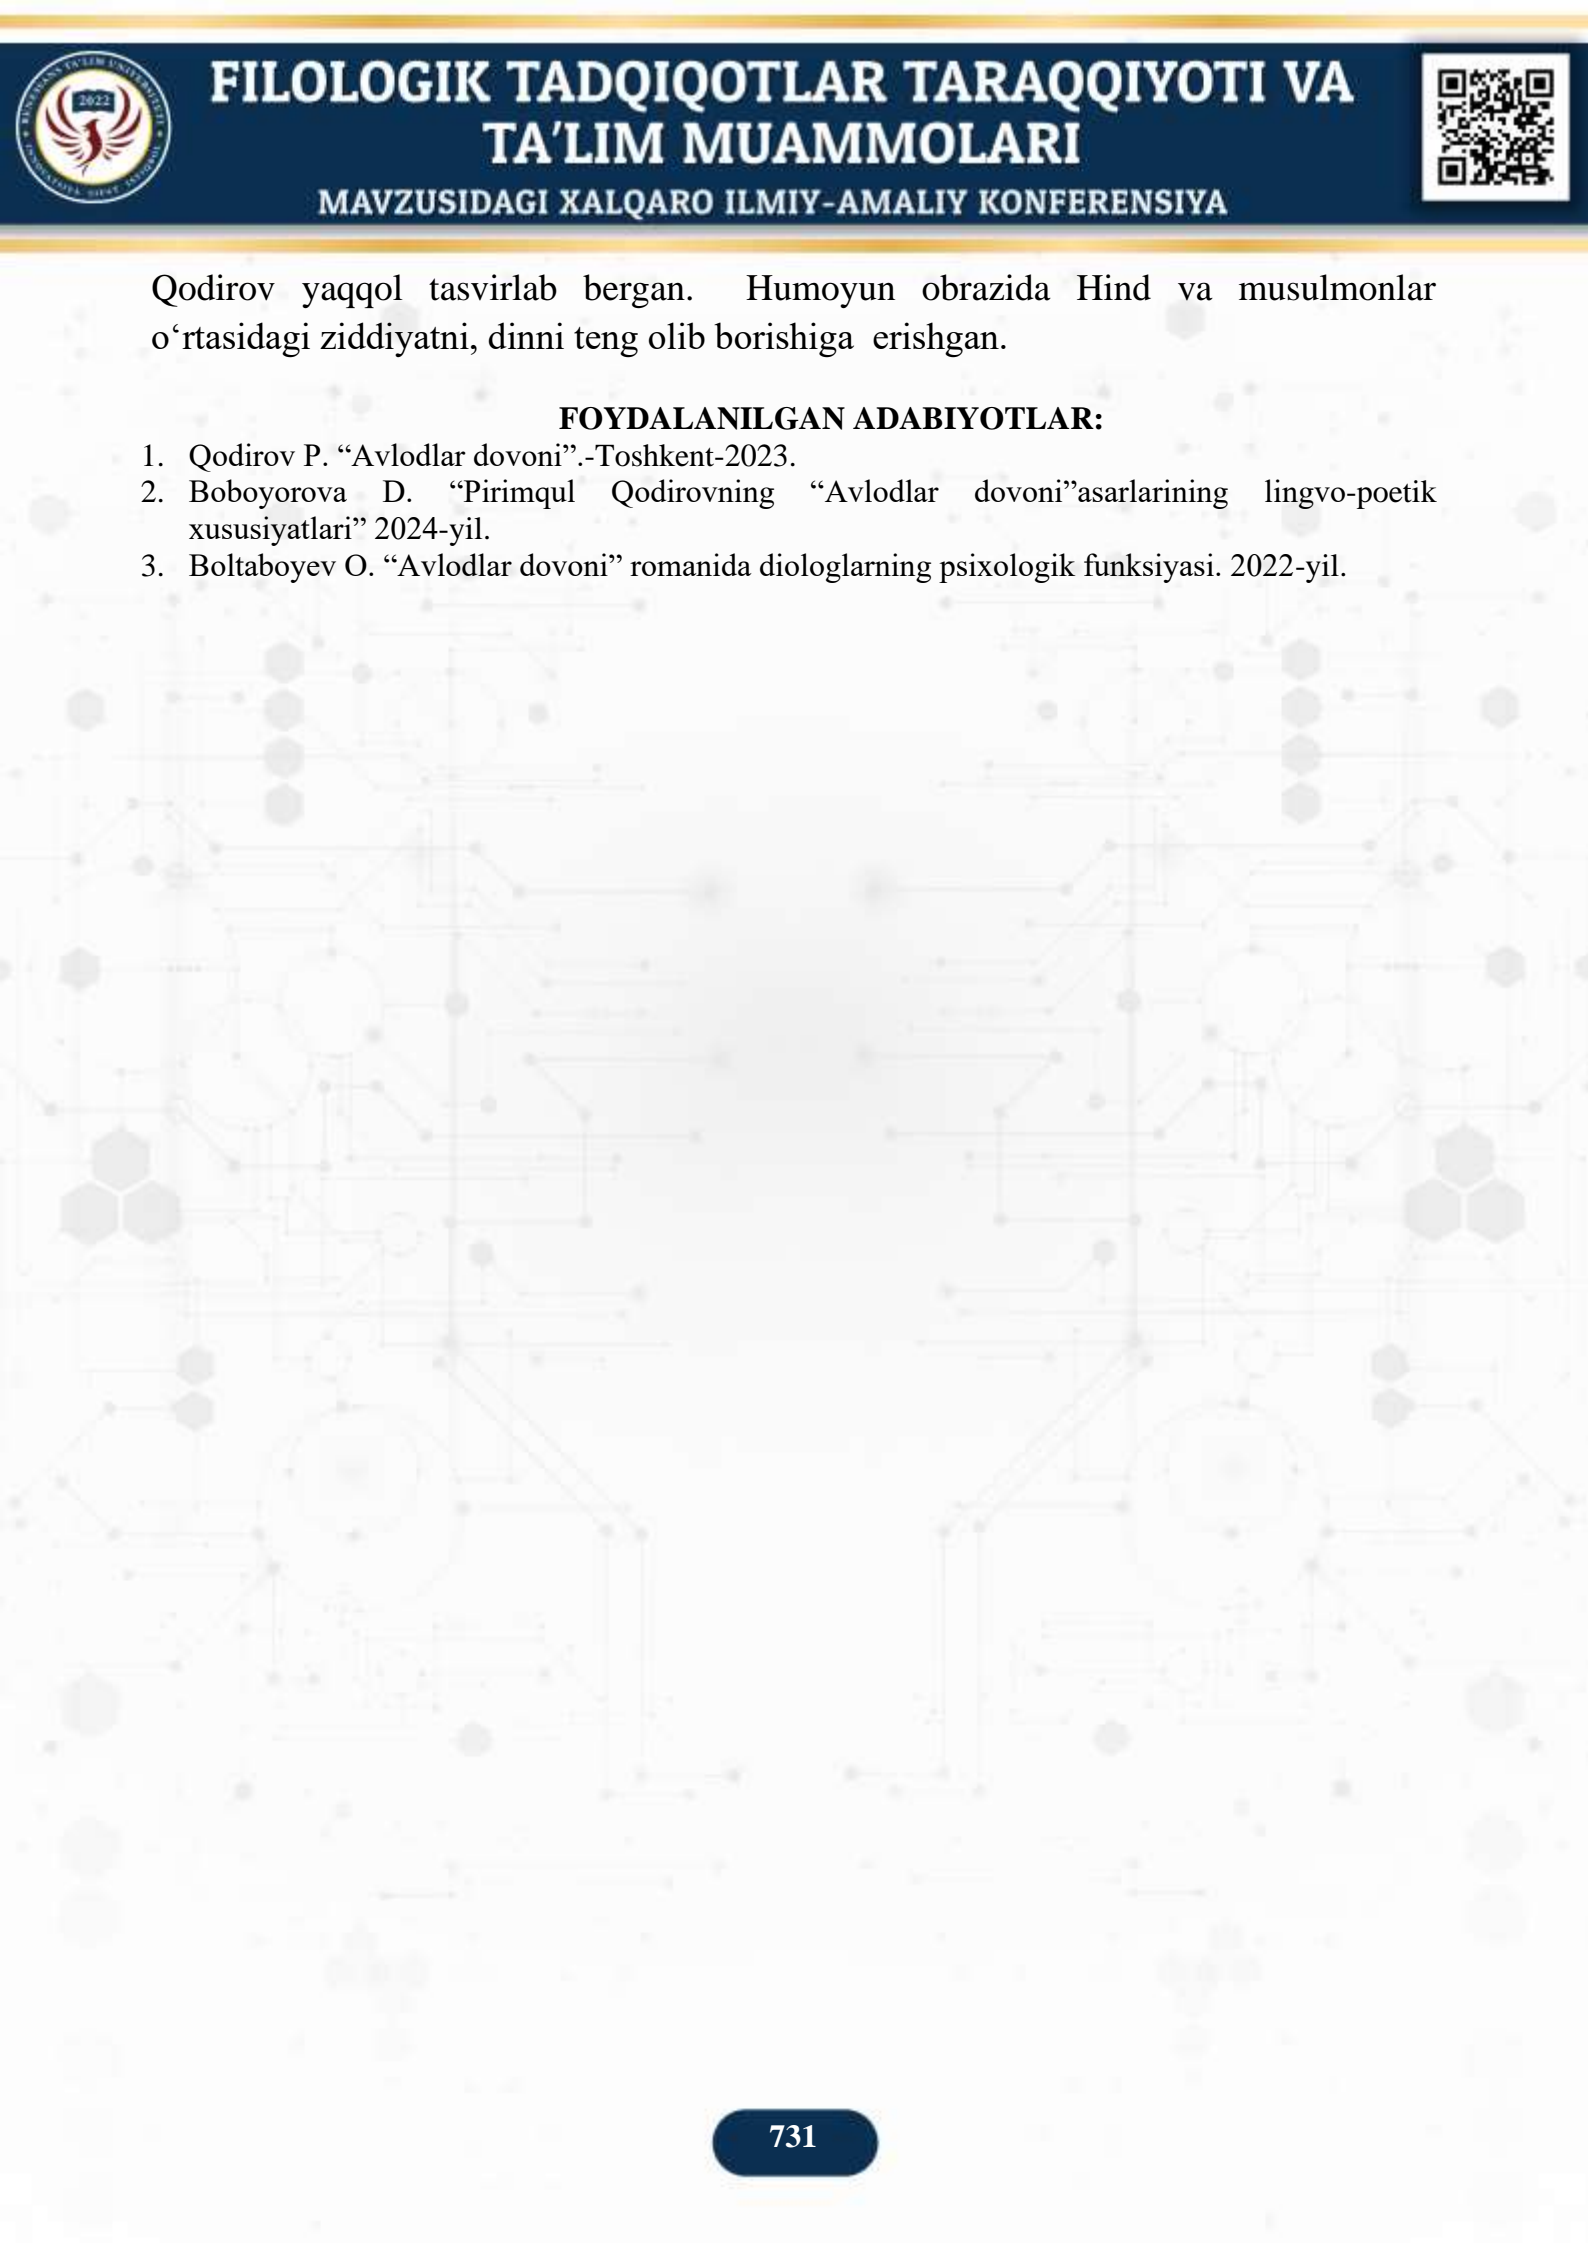 FILOLOGIK TADQIQOTLAR TARAQQIYOTI VA
TA’LIM MUAMMOLARI
MAVZUSIDAGI XALQARO ILMIY-AMALIY KONFERENSIYA
2022
Qodirov yaqqol tasvirlab bergan. Humoyun obrazida Hind va musulmonlar
o‘rtasidagi ziddiyatni, dinni teng olib borishiga erishgan.
FOYDALANILGAN ADABIYOTLAR:
1. Qodirov P. “Avlodlar dovoni”.-Toshkent-2023.
2. Boboyorova D. “Pirimqul Qodirovning “Avlodlar dovoni”asarlarining lingvo-poetik
xususiyatlari” 2024-yil.
3. Boltaboyev O. “Avlodlar dovoni” romanida diologlarning psixologik funksiyasi. 2022-yil.
731